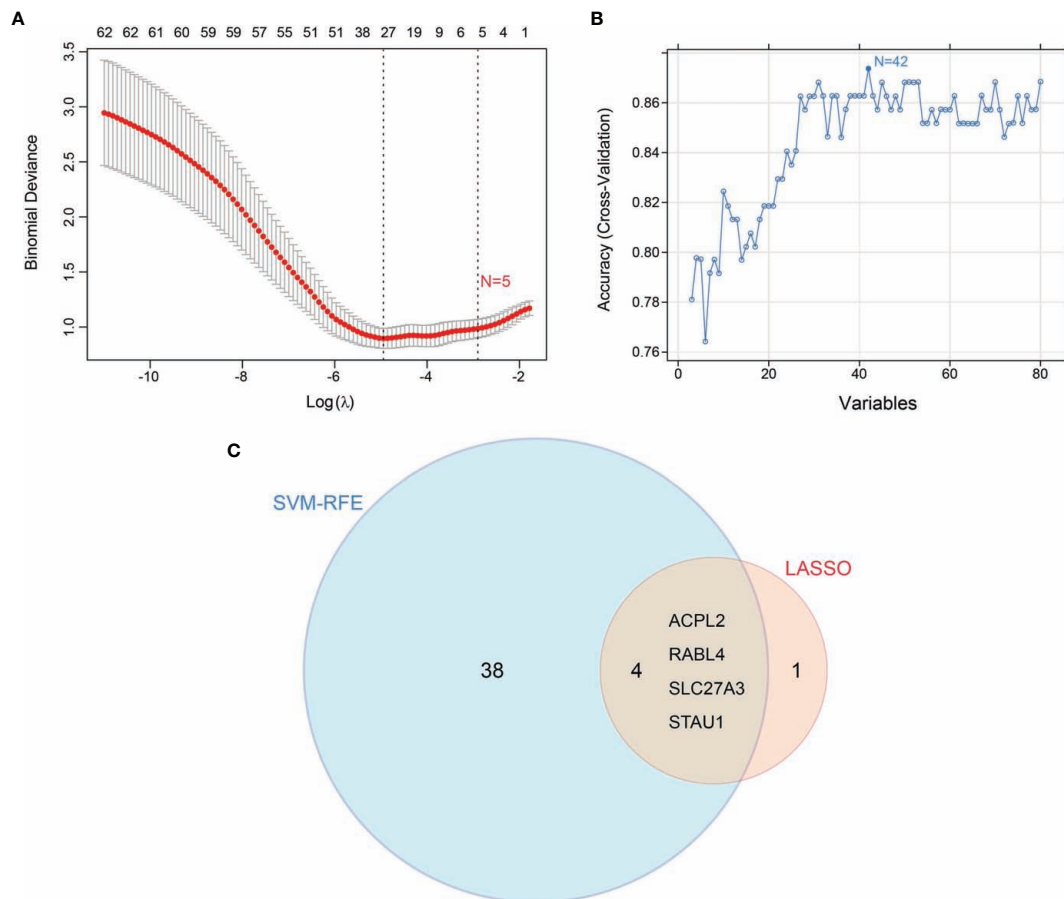 A
62 62 61 60 59 59 57 55 51 51 38 27 19 9 6 5 4 1
3.5
3.0
2.5
2.0
1.5
1.0
Binomial Deviance
N=5
-10 -8 -6 -4 -2
Log(λ)
B
N=42
0.86
0.84
0.82
0.80
0.78
0.76
Accuracy (Cross-Validation)
0 20 40 60 80
Variables
C
SVM-RFE
LASSO
38
4
ACPL2
RABL4
SLC27A3
STAU1
1